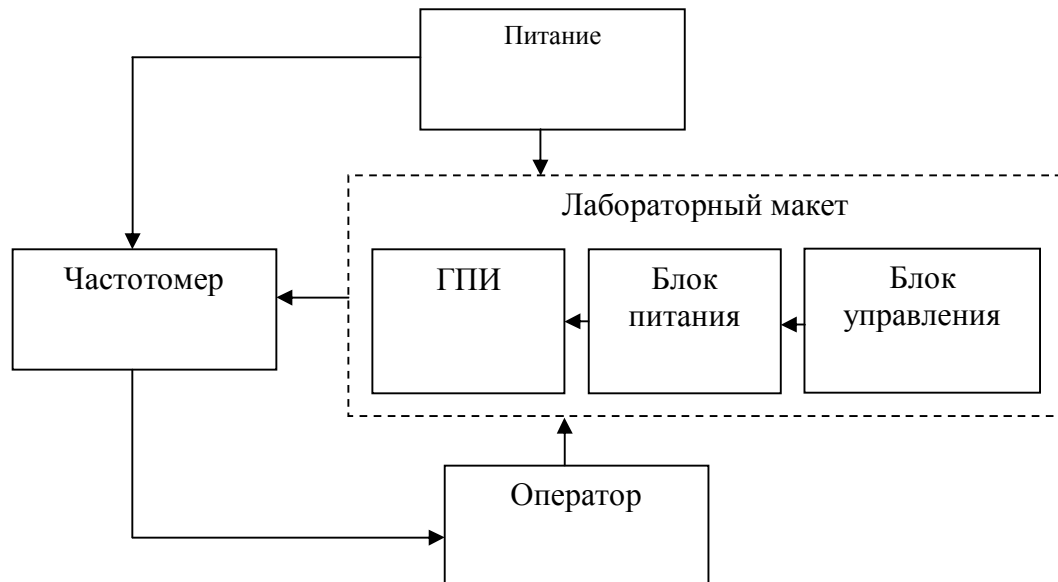 Питание
Лабораторный макет
Частотомер
ГПИ
Блок
питания
Блок
управления
Оператор